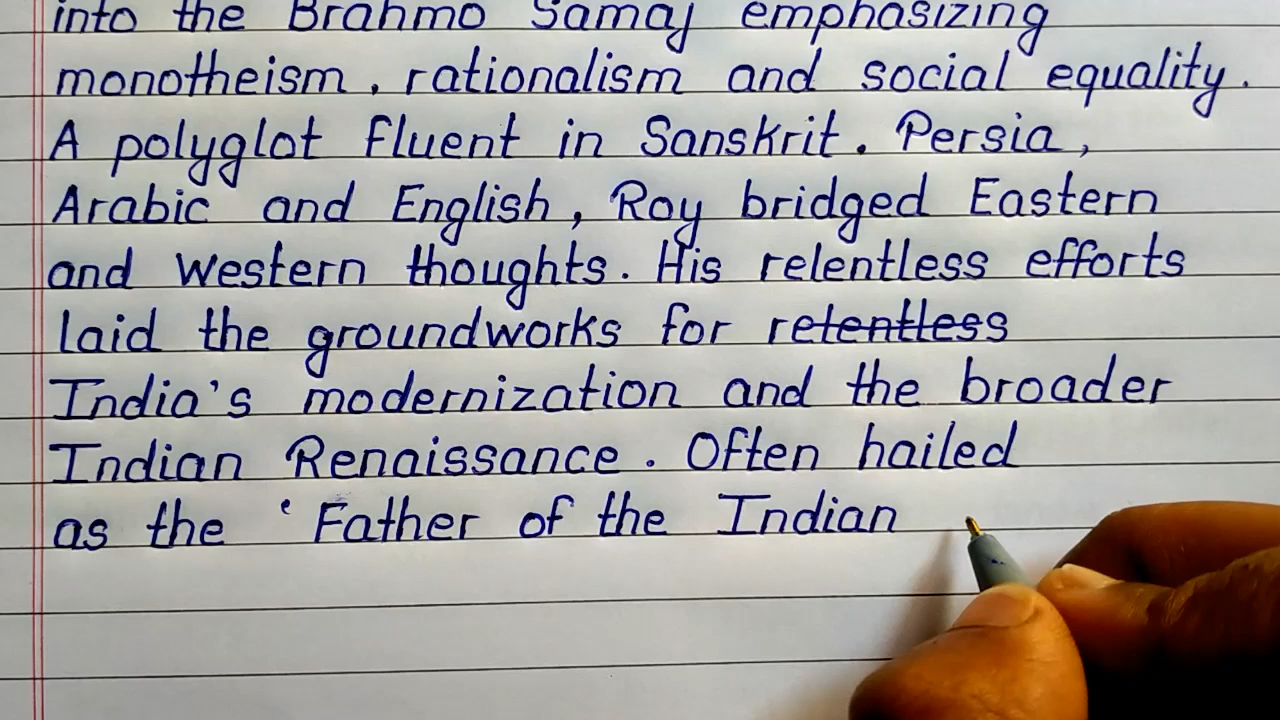 into the Brahmo Samaj emphasizing
monotheism, rationalism and social equality.
A polyglot fluent in Sanskrit. Persia,
Arabic and English, Roy bridged Eastern
and Western thoughts. His relentless efforts
laid the groundworks for retentless
India's modernization and the broader
Indian Renaissance. Often hailed
as the ‘Father of the Indian